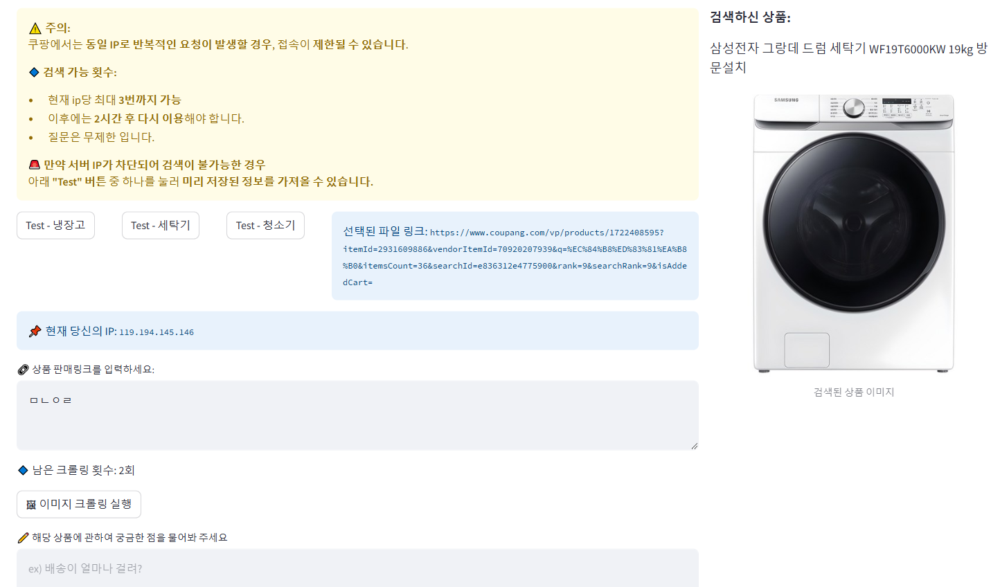 주의:
쿠팡에서는 동일 IP로 반복적인 요청이 발생할 경우, 접속이 제한될 수 있습니다.
검색 가능 횟수:
• 현재 ip당 최대 3번까지 가능
• 이후에는 2시간 후 다시 이용해야 합니다.
• 질문은 무제한 입니다.
만약 서버 IP가 차단되어 검색이 불가능한 경우
아래 "Test" 버튼 중 하나를 눌러 미리 저장된 정보를 가져올 수 있습니다.
Test - 냉장고
Test - 세탁기
Test - 청소기
선택된 파일 링크: https://www.coupang.com/vp/products/1722408595?
itemId=2931609886&vendorItemId=70920207939&q=%EC%84%B8%ED%83%81%EA%B8
%B0&itemsCount=36&searchId=e836312e4775900&rank=9&searchRank=9&isAdde
dCart=
현재 당신의 IP: 119.194.145.146
상품 판매링크를 입력하세요:
ㅁㄴㅇㄹ
남은 크롤링 횟수: 2회
이미지 크롤링 실행
해당 상품에 관하여 궁금한 점을 물어봐 주세요
ex) 배송이 얼마나 걸려?
검색하신 상품:
삼성전자 그랑데 드럼 세탁기 WF19T6000KW 19kg 방
문설치
SAMSUNG
검색된 상품 이미지